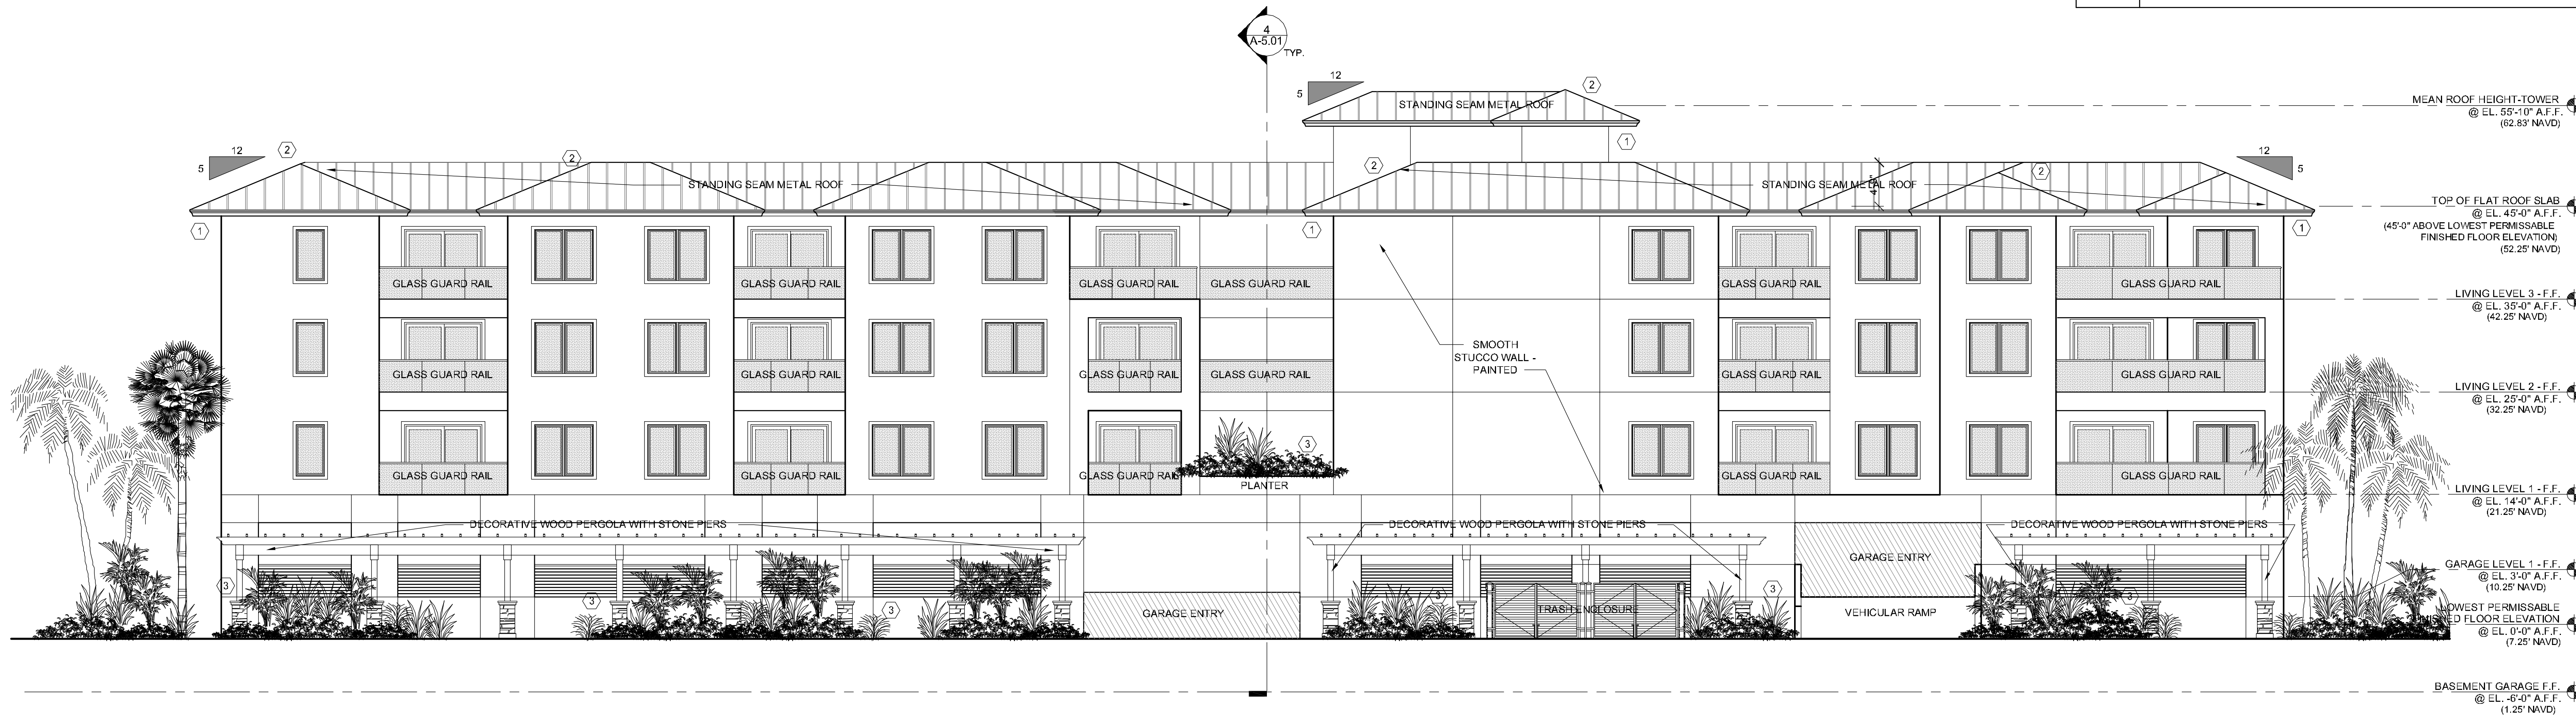 4
A-5.01
TYP.
12
5
STANDING SEAM METAL ROOF
2
1
MEAN ROOF HEIGHT-TOWER
@ EL. 55'-10" A.F.F.
(62.83' NAVD)
12
5
2
2
STANDING SEAM METAL ROOF
2
STANDING SEAM METAL ROOF
2
12
5
1
1
1
TOP OF FLAT ROOF SLAB
@ EL. 45'-0" A.F.F.
(45'-0" ABOVE LOWEST PERMISSABLE
FINISHED FLOOR ELEVATION)
(52.25' NAVD)
GLASS GUARD RAIL
GLASS GUARD RAIL
GLASS GUARD RAIL
GLASS GUARD RAIL
GLASS GUARD RAIL
GLASS GUARD RAIL
LIVING LEVEL 3 - F.F.
@ EL. 35'-0" A.F.F.
(42.25' NAVD)
SMOOTH
STUCCO WALL -
PAINTED
GLASS GUARD RAIL
GLASS GUARD RAIL
GLASS GUARD RAIL
GLASS GUARD RAIL
GLASS GUARD RAIL
GLASS GUARD RAIL
LIVING LEVEL 2 - F.F.
@ EL. 25'-0" A.F.F.
(32.25' NAVD)
3
GLASS GUARD RAIL
GLASS GUARD RAIL
GLASS GUARD RAIL
PLANTER
GLASS GUARD RAIL
GLASS GUARD RAIL
LIVING LEVEL 1 - F.F.
@ EL. 14'-0" A.F.F.
(21.25' NAVD)
DECORATIVE WOOD PERGOLA WITH STONE PIERS
DECORATIVE WOOD PERGOLA WITH STONE PIERS
DECORATIVE WOOD PERGOLA WITH STONE PIERS
GARAGE ENTRY
GARAGE LEVEL 1 - F.F.
@ EL. 3'-0" A.F.F.
(10.25' NAVD)
3
3
3
GARAGE ENTRY
3
TRASH ENCLOSURE
3
VEHICULAR RAMP
3
LOWEST PERMISSABLE
FINISHED FLOOR ELEVATION
@ EL. 0'-0" A.F.F.
(7.25' NAVD)
BASEMENT GARAGE F.F.
@ EL. -6'-0" A.F.F.
(1.25' NAVD)